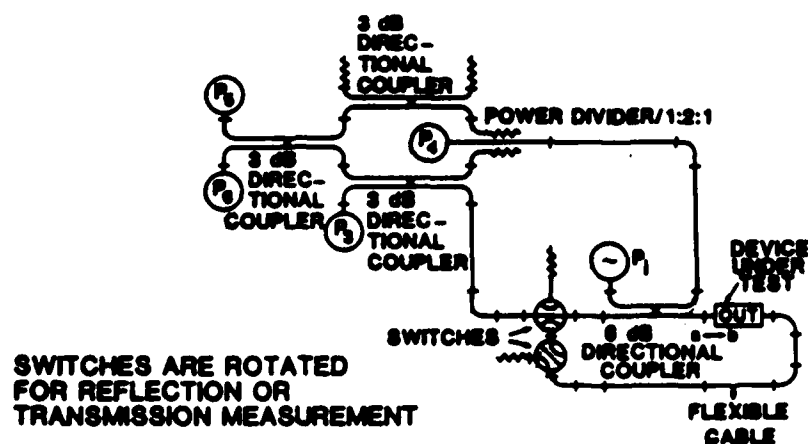 3 dB
DIREC-
TIONAL
COUPLER
P5
POWER DIVIDER/1:2:1
P4
3 dB
DIREC-
TIONAL
COUPLER
P6
3 dB
DIREC-
TIONAL
COUPLER
P3
~ Pi
DEVICE
UNDER
TEST
OUT
SWITCHES
6 dB
DIRECTIONAL
COUPLER
a→b
SWITCHES ARE ROTATED
FOR REFLECTION OR
TRANSMISSION MEASUREMENT
FLEXIBLE
CABLE